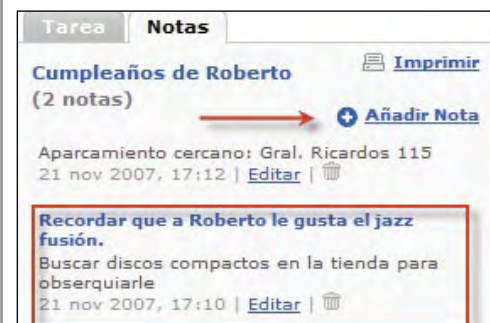 Tarea Notas
Imprimir
Cumpleaños de Roberto
(2 notas)
Añadir Nota
Aparcamiento cercano: Gral. Ricardos 115
21 nov 2007, 17:12 | Editar |
Recordar que a Roberto le gusta el jazz
fusión.
Buscar discos compactos en la tienda para
obserquiarle
21 nov 2007, 17:10 | Editar |